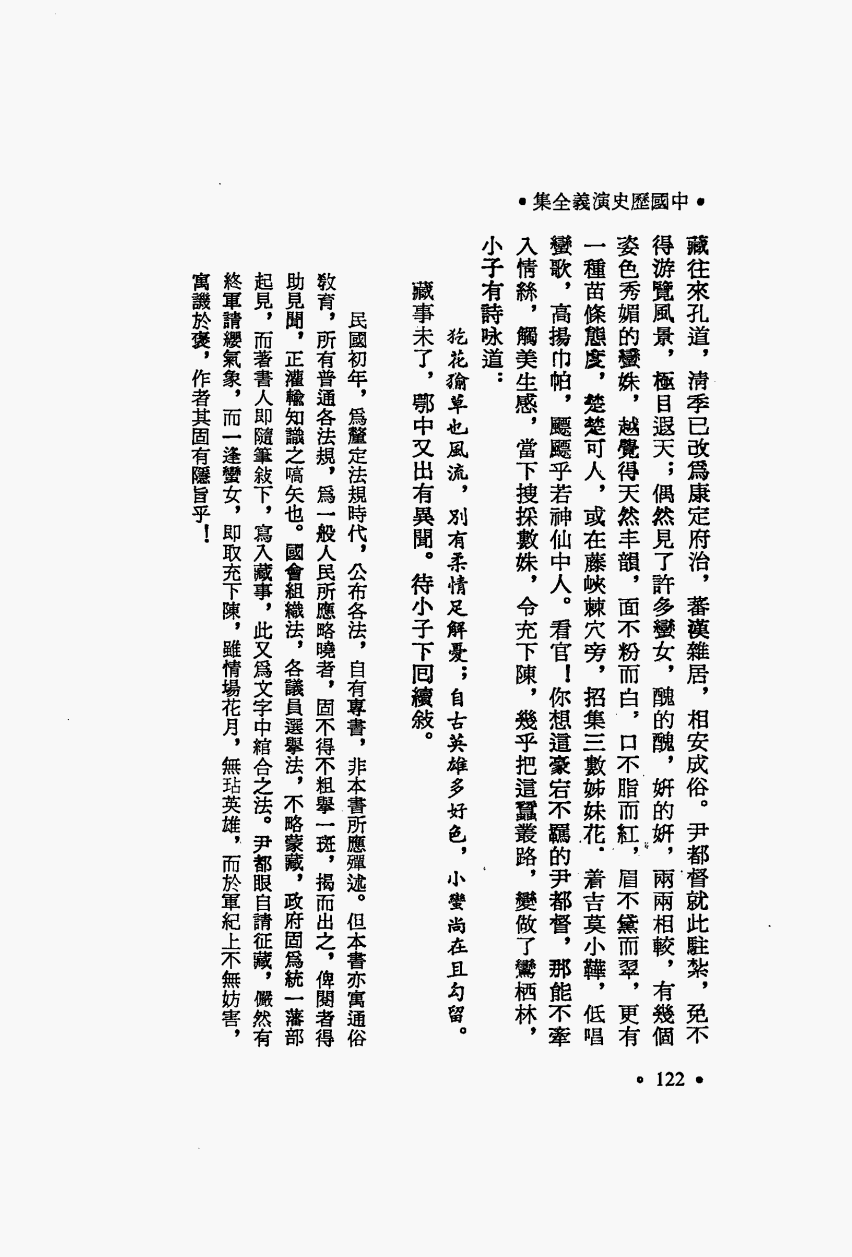 •中國歷史演義全集•
藏往來孔道，清季已改爲康定府治，蕃漢雜居，相安成俗。尹都督就此駐紮，免不
得游覽風景，極目遐天；偶然見了許多蠻女，醜的醜，妍的妍，兩兩相較，有幾個
姿色秀媚的蠻姝，越覺得天然丰韻，面不粉而白，口不脂而紅，眉不黛而翠，更有
一種苗條態度，楚楚可人，或在藤峽棘穴旁，招集三數姊妹花，着吉莫小鞾，低唱
蠻歌，高揚巾帕，飄飄乎若神仙中人。看官！你想這豪宕不羈的尹都督，那能不牽
入情絲，觸美生感，當下搜採數姝，令充下陳，幾乎把這蠶叢路，變做了鸞栖林，
小子有詩咏道：
犵花猺草也風流，別有柔情足解憂；自古英雄多好色，小蠻尚在且勾留。
藏事未了，鄂中又出有異聞。待小子下回續敍。
民國初年，爲釐定法規時代，公布各法，自有專書，非本書所應殫述。但本書亦寓通俗
敎育，所有普通各法規，爲一般人民所應略曉者，固不得不粗舉一斑，揭而出之，俾閱者得
助見聞，正灌輸知識之嚆矢也。國會組織法，各議員選舉法，不略蒙藏，政府固爲統一藩部
起見，而著書人即隨筆敍下，寫入藏事，此又爲文字中綰合之法。尹都眼自請征藏，儼然有
終軍請纓氣象，而一逢蠻女，即取充下陳，雖情場花月，無玷英雄，而於軍紀上不無妨害，
寓譏於褒，作者其固有隱旨乎！
• 122 •